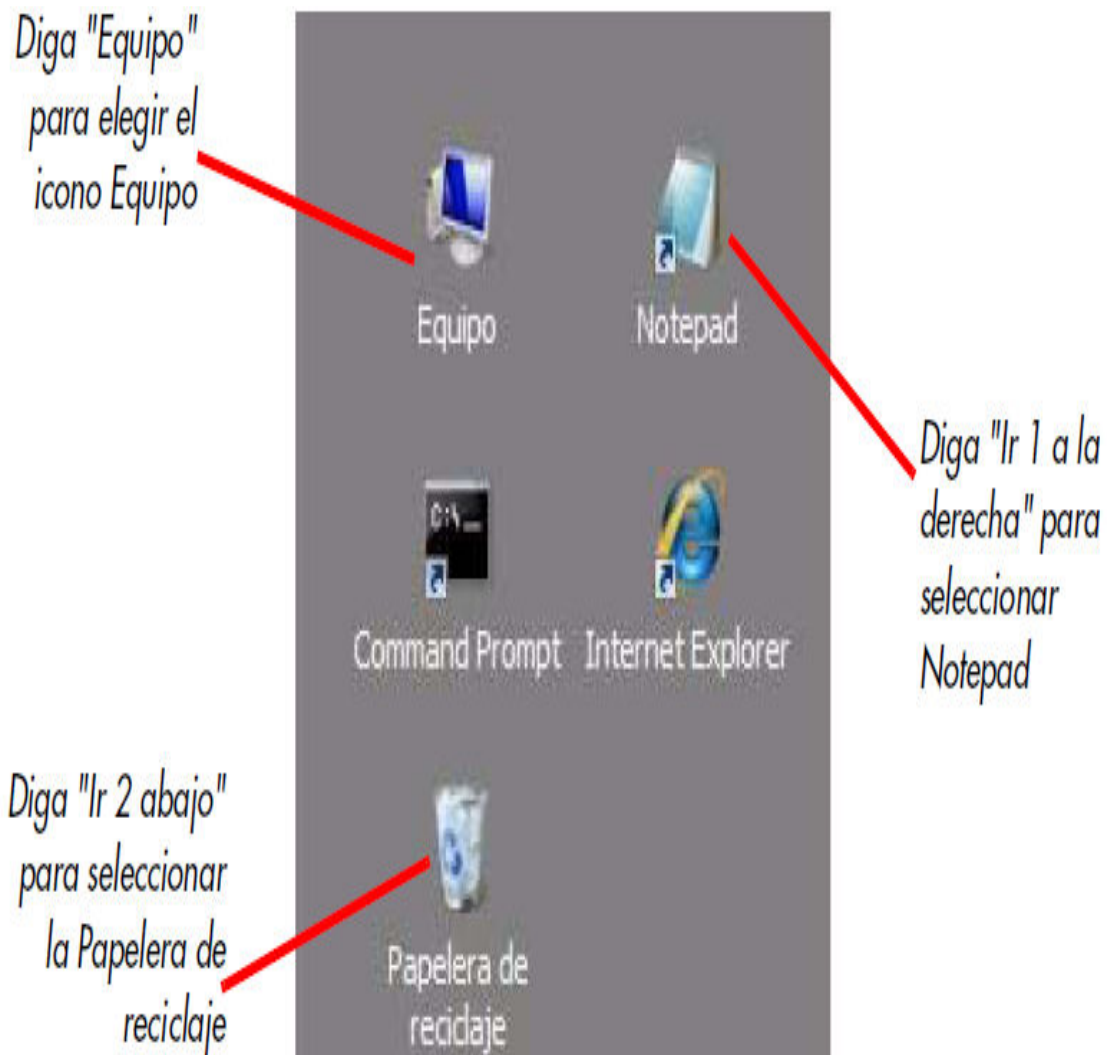 Diga "Equipo"
para elegir el
icono Equipo
Equipo
Notepad
Diga "Ir 1 a la
derecha" para
seleccionar
Notepad
C:\_
Command Prompt
Internet Explorer
Diga "Ir 2 abajo"
para seleccionar
la Papelera de
reciclaje
Papelera de
reciclaje